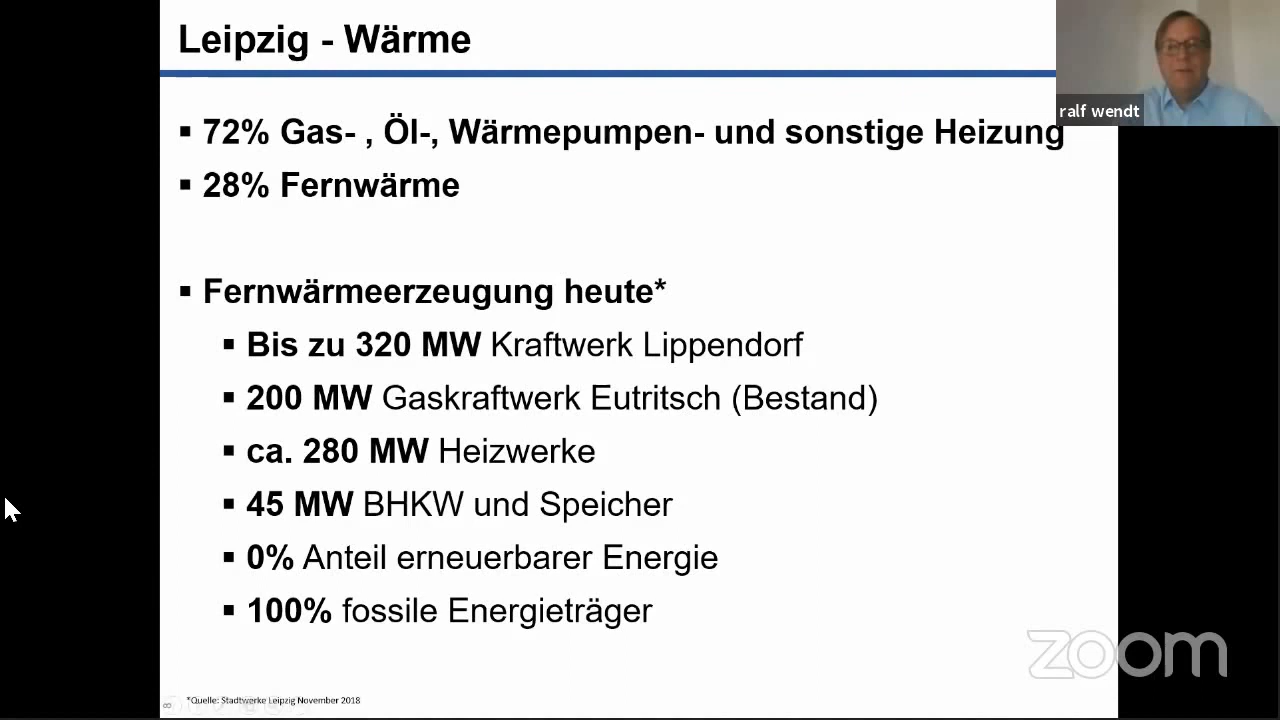 Leipzig - Wärme
ralf wendt
▪ 72% Gas- , Öl-, Wärmepumpen- und sonstige Heizung
▪ 28% Fernwärme
▪ Fernwärmeerzeugung heute*
▪ Bis zu 320 MW Kraftwerk Lippendorf
▪ 200 MW Gaskraftwerk Eutritsch (Bestand)
▪ ca. 280 MW Heizwerke
▪ 45 MW BHKW und Speicher
▪ 0% Anteil erneuerbarer Energie
▪ 100% fossile Energieträger
zoom
*Quelle: Stadtwerke Leipzig November 2018